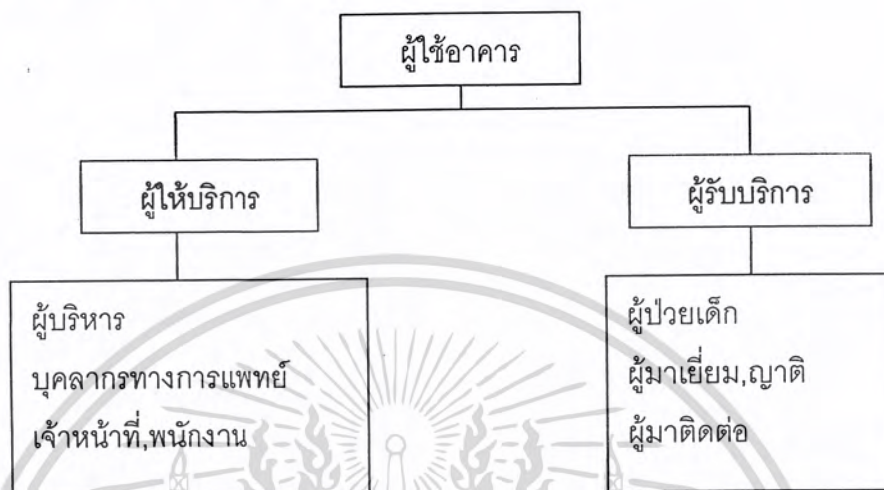 ผู้ใช้อาคาร
ผู้ให้บริการ
ผู้รับบริการ
ผู้บริหาร
บุคลากรทางการแพทย์
เจ้าหน้าที่,พนักงาน
ผู้ป่วยเด็ก
ผู้มาเยี่ยม,ญาติ
ผู้มาติดต่อ